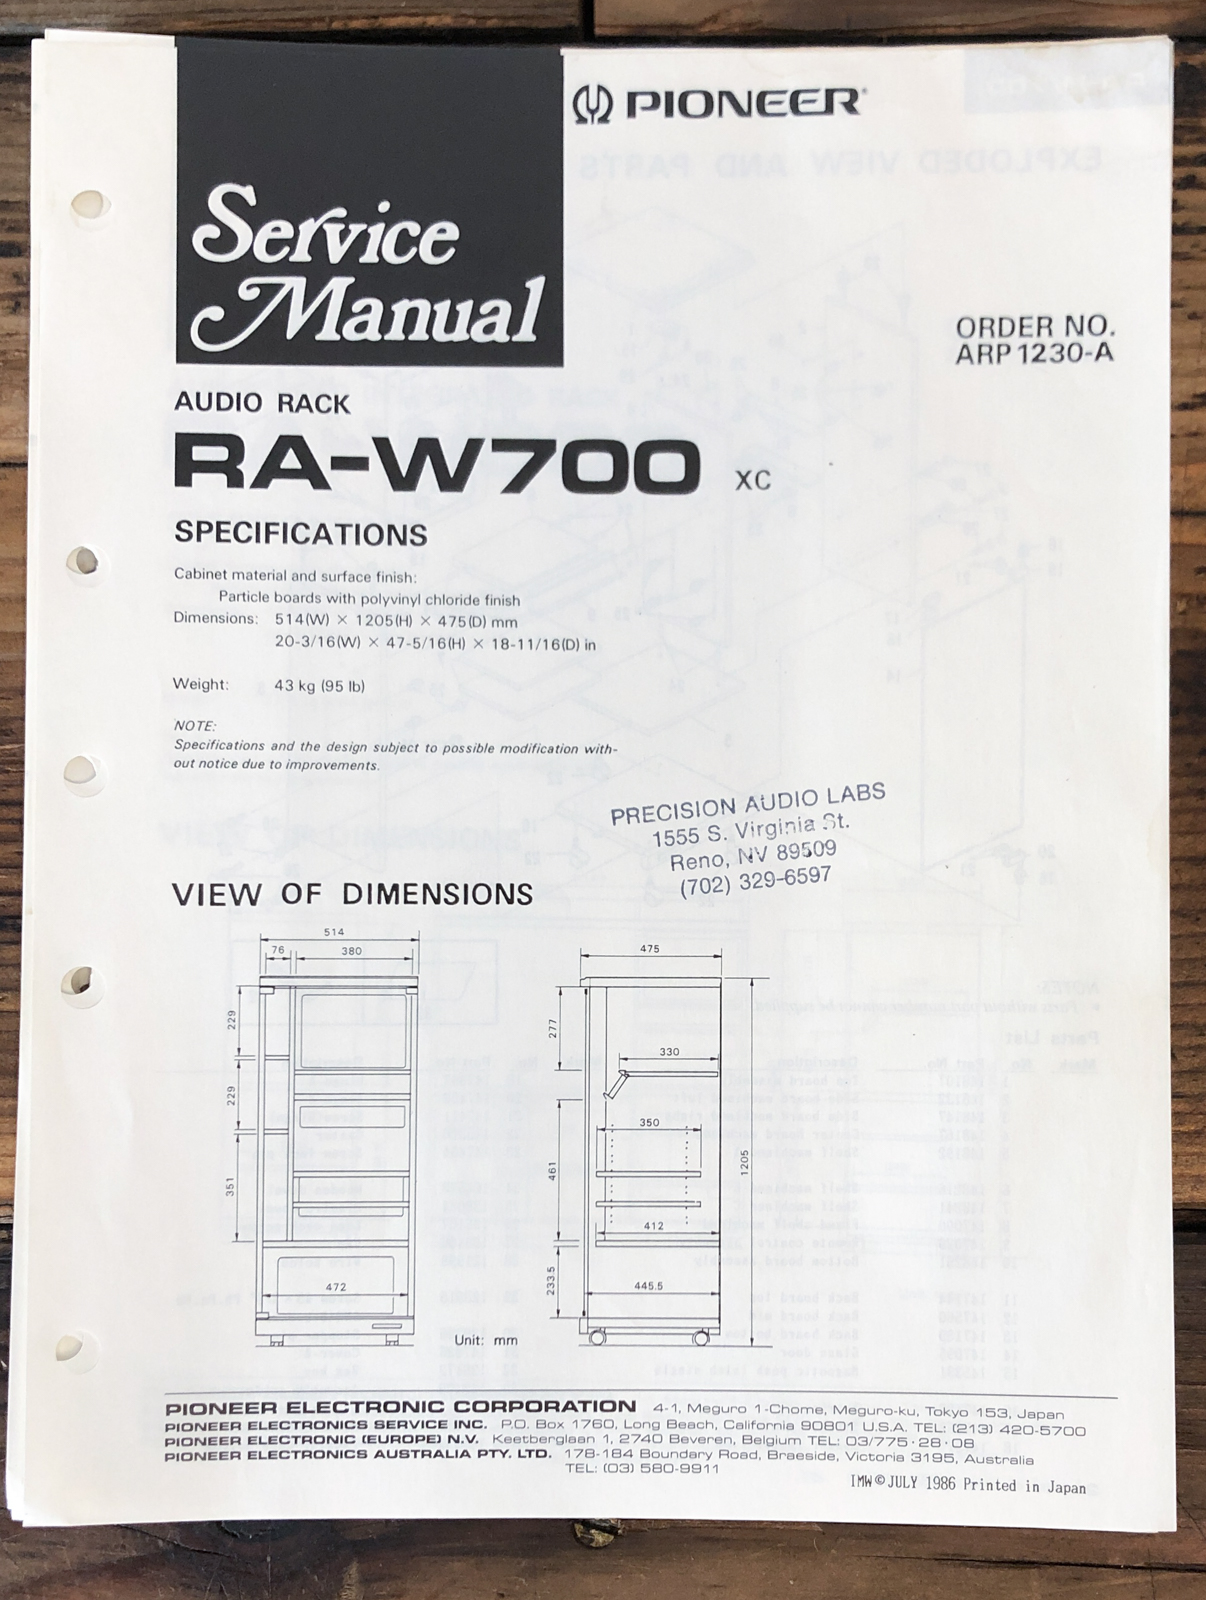 Service
Manual
PIONEER
ORDER NO.
ARP 1230-A
AUDIO RACK
RA-W700 XC
SPECIFICATIONS
Cabinet material and surface finish:
Particle boards with polyvinyl chloride finish
Dimensions: 514(W) × 1205(H) × 475(D) mm
20-3/16(W) × 47-5/16(H) × 18-11/16(D) in
Weight: 43 kg (95 lb)
NOTE:
Specifications and the design subject to possible modification with-
out notice due to improvements.
PRECISION AUDIO LABS
1555 S. Virginia St.
Reno, NV 89509
(702) 329-6597
VIEW OF DIMENSIONS
514
76 380
229
229
351
472
475
277
330
350
461
412
1205
233.5
445.5
Unit: mm
PIONEER ELECTRONIC CORPORATION 4-1, Meguro 1-Chome, Meguro-ku, Tokyo 153, Japan
PIONEER ELECTRONICS SERVICE INC. P.O. Box 1760, Long Beach, California 90801 U.S.A. TEL: (213) 420-5700
PIONEER ELECTRONIC (EUROPE) N.V. Keetberglaan 1, 2740 Beveren, Belgium TEL: 03/775·28·08
PIONEER ELECTRONICS AUSTRALIA PTY. LTD. 178-184 Boundary Road, Braeside, Victoria 3195, Australia
TEL: (03) 580-9911
IMW © JULY 1986 Printed in Japan